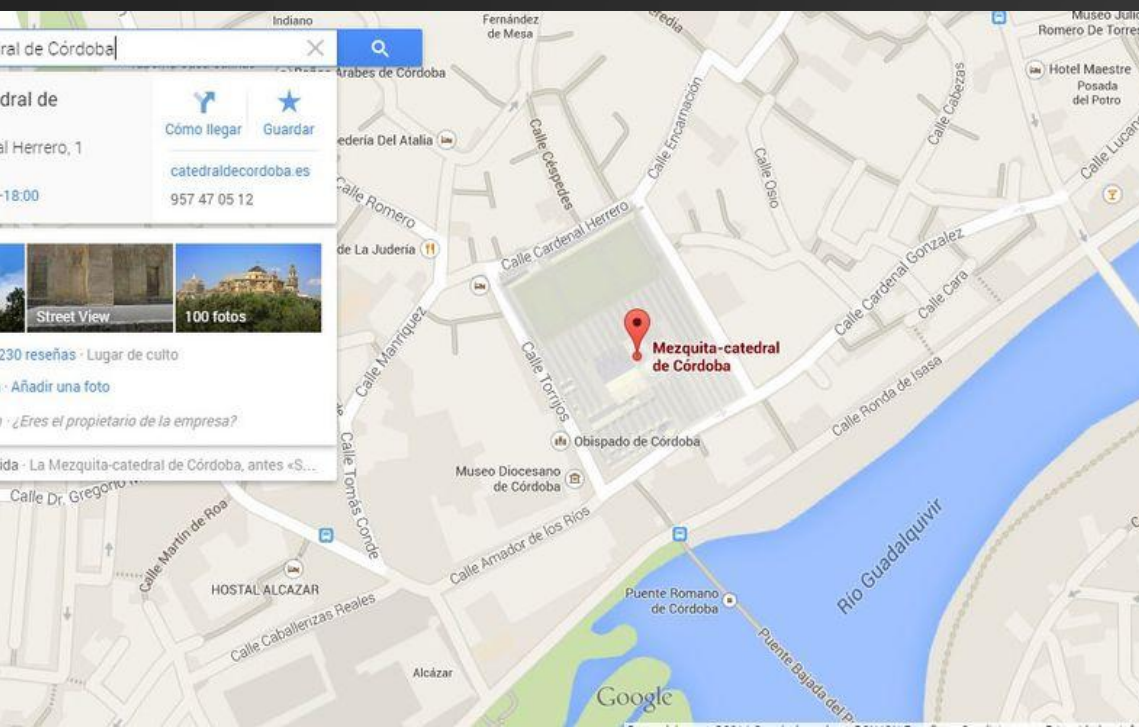 Indiano
Fernández
de Mesa
Museo Julio
Romero De Torres
ral de Córdoba
Arabes de Córdoba
Hotel Maestre
Posada
del Potro
dral de
Cómo llegar
Guardar
al Herrero, 1
catedraldecordoba.es
-18:00
957 47 05 12
edería Del Atalia
Calle Céspedes
Calle Encarnación
Calle Osio
Calle Cabezas
Calle Romero
Calle Cardenal Herrero
de La Judería
Calle Cardenal Gonzalez
Calle Cara
Street View
100 fotos
Calle Manriquez
Calle Torrijos
Mezquita-catedral
de Córdoba
230 reseñas · Lugar de culto
· Añadir una foto
· ¿Eres el propietario de la empresa?
Calle Ronda de Isasa
Obispado de Córdoba
ida · La Mezquita-catedral de Córdoba, antes «S...
Museo Diocesano
de Córdoba
Calle Dr. Gregorio
Calle Tomás Conde
Calle Martín de Roa
Calle Amador de los Ríos
HOSTAL ALCAZAR
Río Guadalquivir
Puente Romano
de Córdoba
Calle Caballerizas Reales
Puente Bajada del
Alcázar
Google